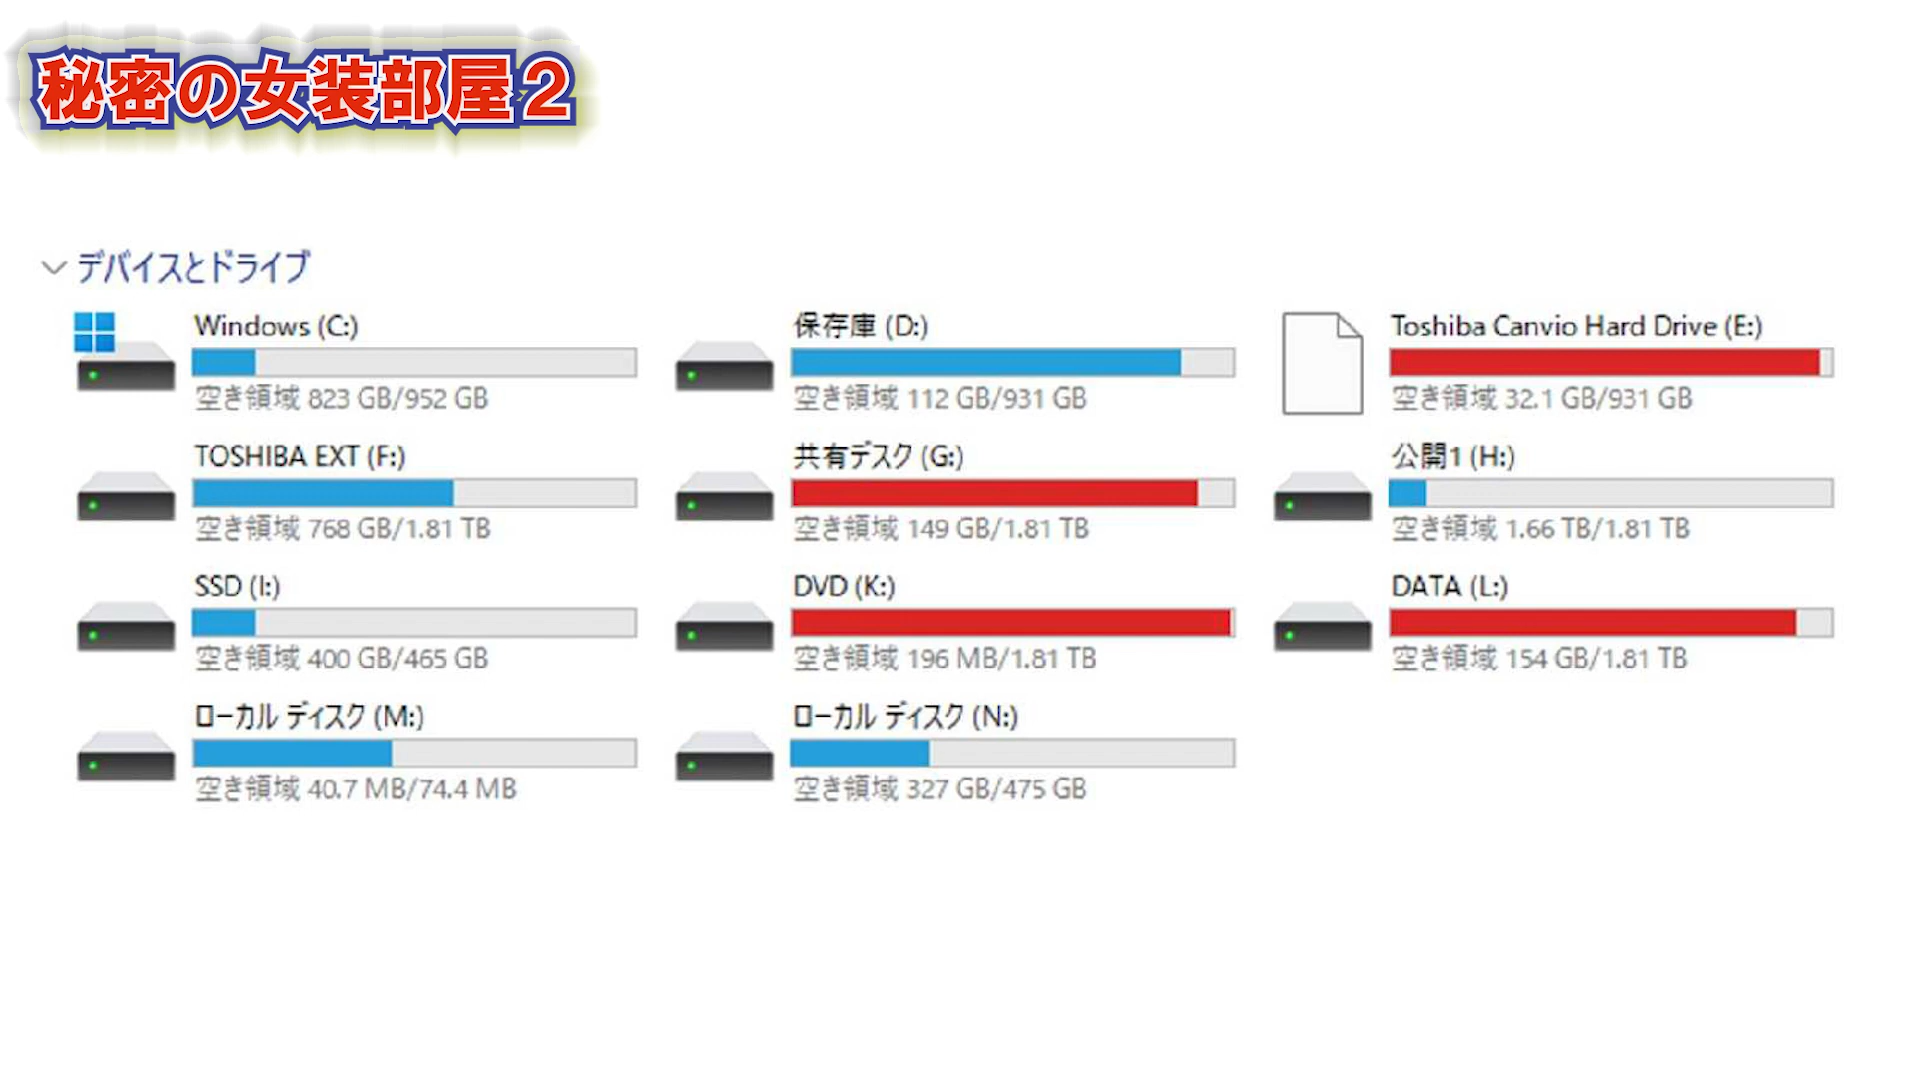 秘密の女装部屋２
デバイスとドライブ
Windows (C:)
空き領域 823 GB/952 GB
保存庫 (D:)
空き領域 112 GB/931 GB
Toshiba Canvio Hard Drive (E:)
空き領域 32.1 GB/931 GB
TOSHIBA EXT (F:)
空き領域 768 GB/1.81 TB
共有デスク (G:)
空き領域 149 GB/1.81 TB
公開1 (H:)
空き領域 1.66 TB/1.81 TB
SSD (I:)
空き領域 400 GB/465 GB
DVD (K:)
空き領域 196 MB/1.81 TB
DATA (L:)
空き領域 154 GB/1.81 TB
ローカル ディスク (M:)
空き領域 40.7 MB/74.4 MB
ローカル ディスク (N:)
空き領域 327 GB/475 GB